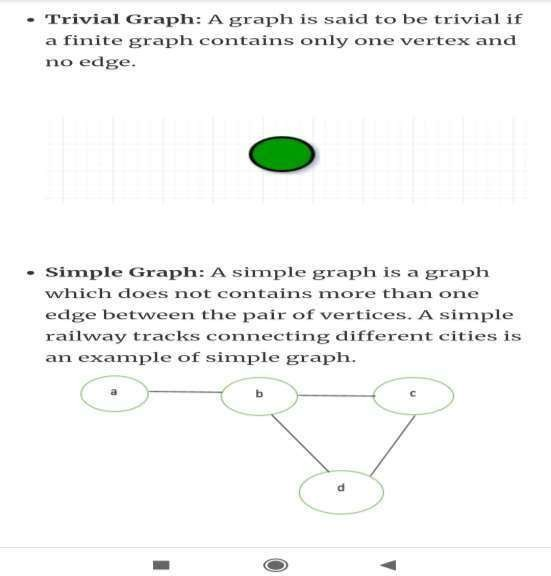 • Trivial Graph: A graph is said to be trivial if
a finite graph contains only one vertex and
no edge.
• Simple Graph: A simple graph is a graph
which does not contains more than one
edge between the pair of vertices. A simple
railway tracks connecting different cities is
an example of simple graph.
a b c
d